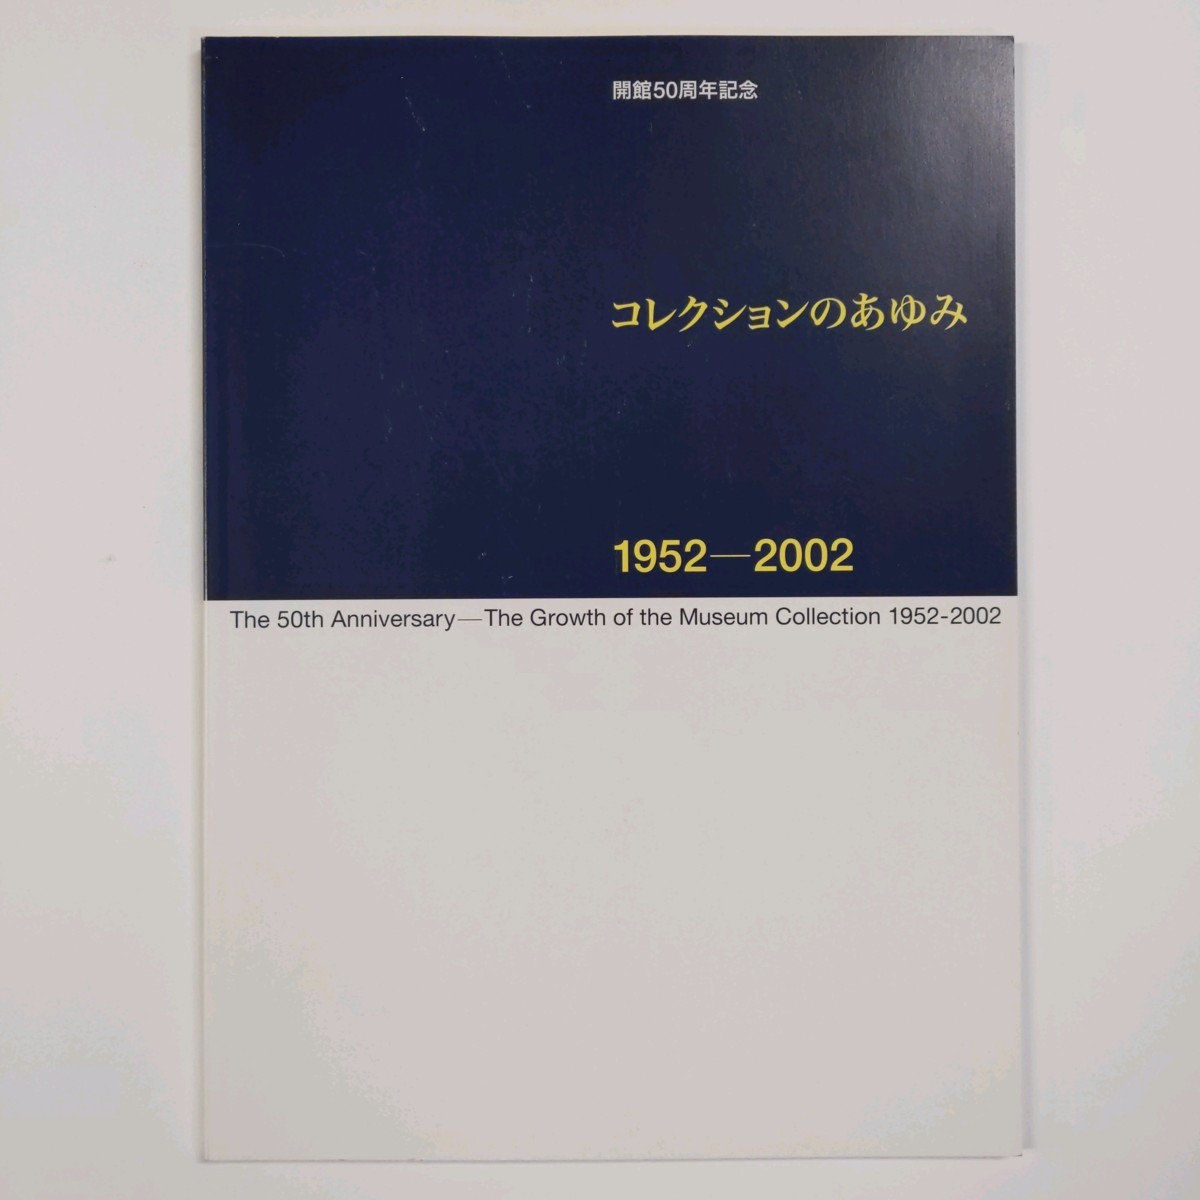 開館50周年記念
コレクションのあゆみ
1952—2002
The 50th Anniversary—The Growth of the Museum Collection 1952-2002